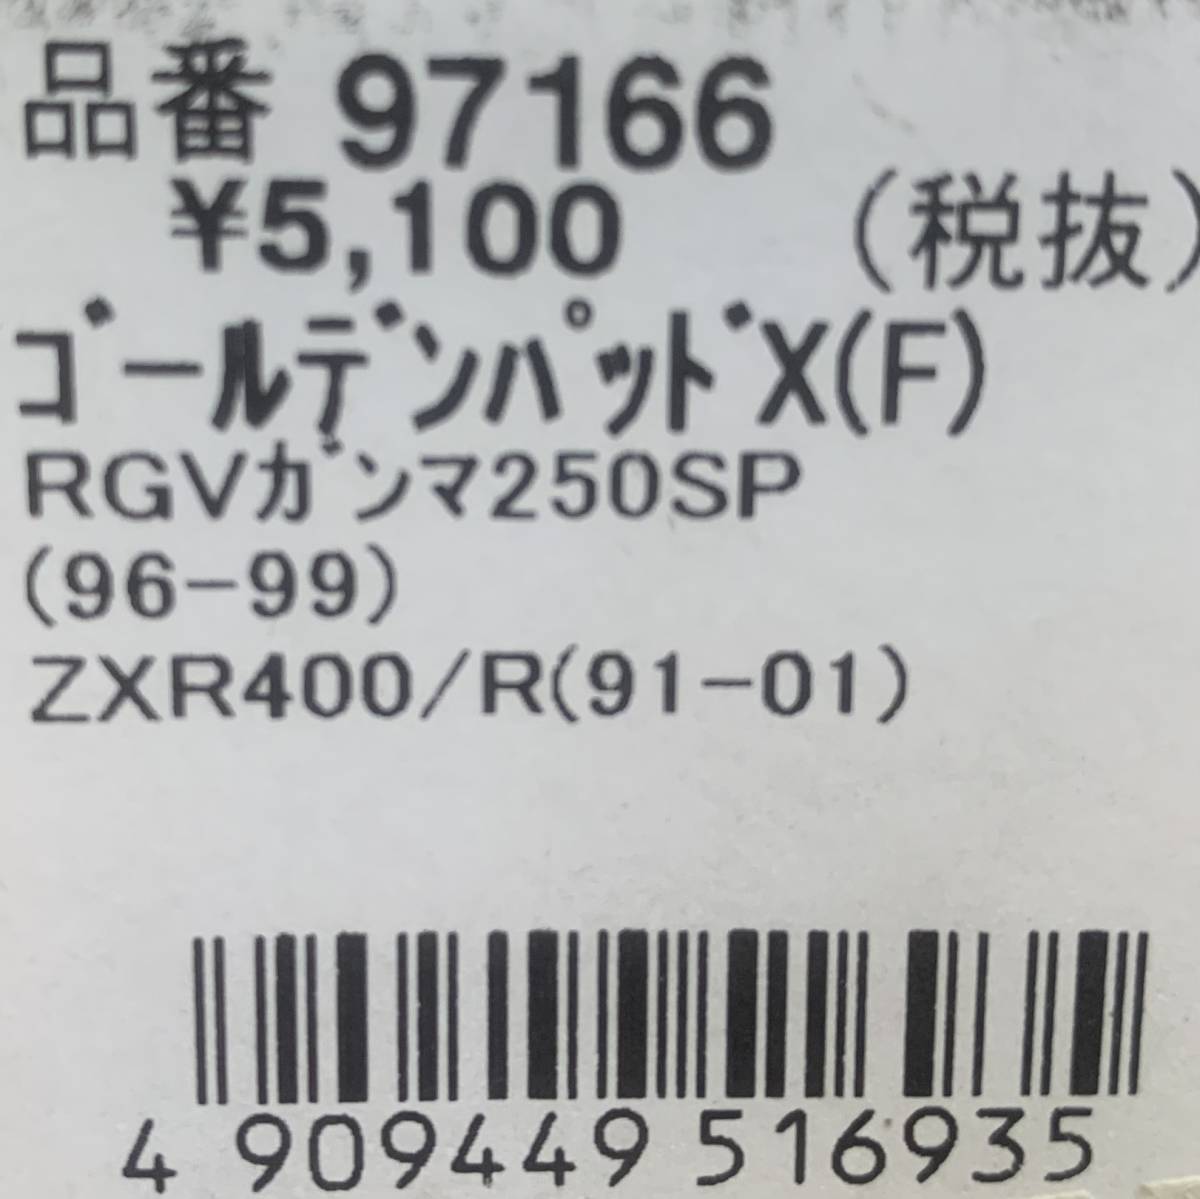 品番 97166
¥5,100 (税抜)
ｺﾞｰﾙﾃﾞﾝﾊﾟｯﾄﾞX(F)
RGVｶﾞﾝﾏ250SP
(96-99)
ZXR400/R(91-01)
4 909449 516935